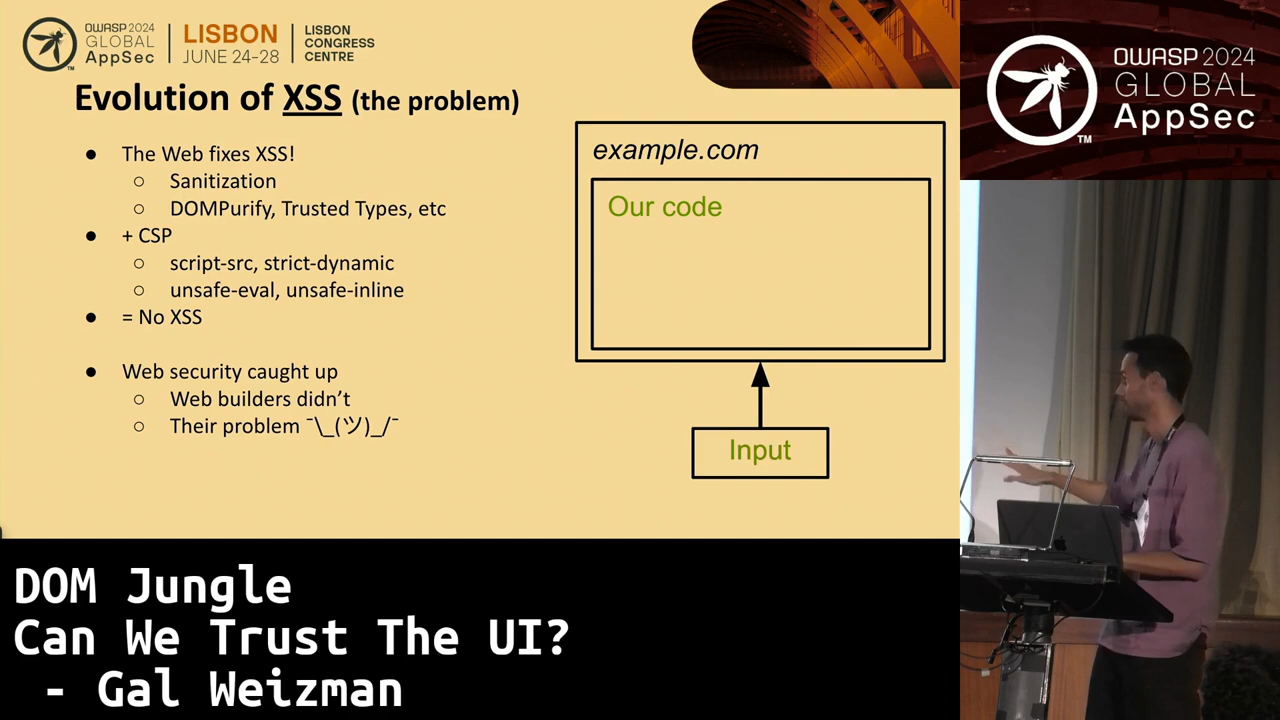 OWASP 2024
GLOBAL
AppSec
TM
LISBON
JUNE 24-28
LISBON
CONGRESS
CENTRE
Evolution of XSS (the problem)
● The Web fixes XSS!
○ Sanitization
○ DOMPurify, Trusted Types, etc
● + CSP
○ script-src, strict-dynamic
○ unsafe-eval, unsafe-inline
● = No XSS
● Web security caught up
○ Web builders didn't
○ Their problem ¯\_(ツ)_/¯
example.com
Our code
Input
OWASP 2024
GLOBAL
AppSec
TM
DOM Jungle
Can We Trust The UI?
- Gal Weizman